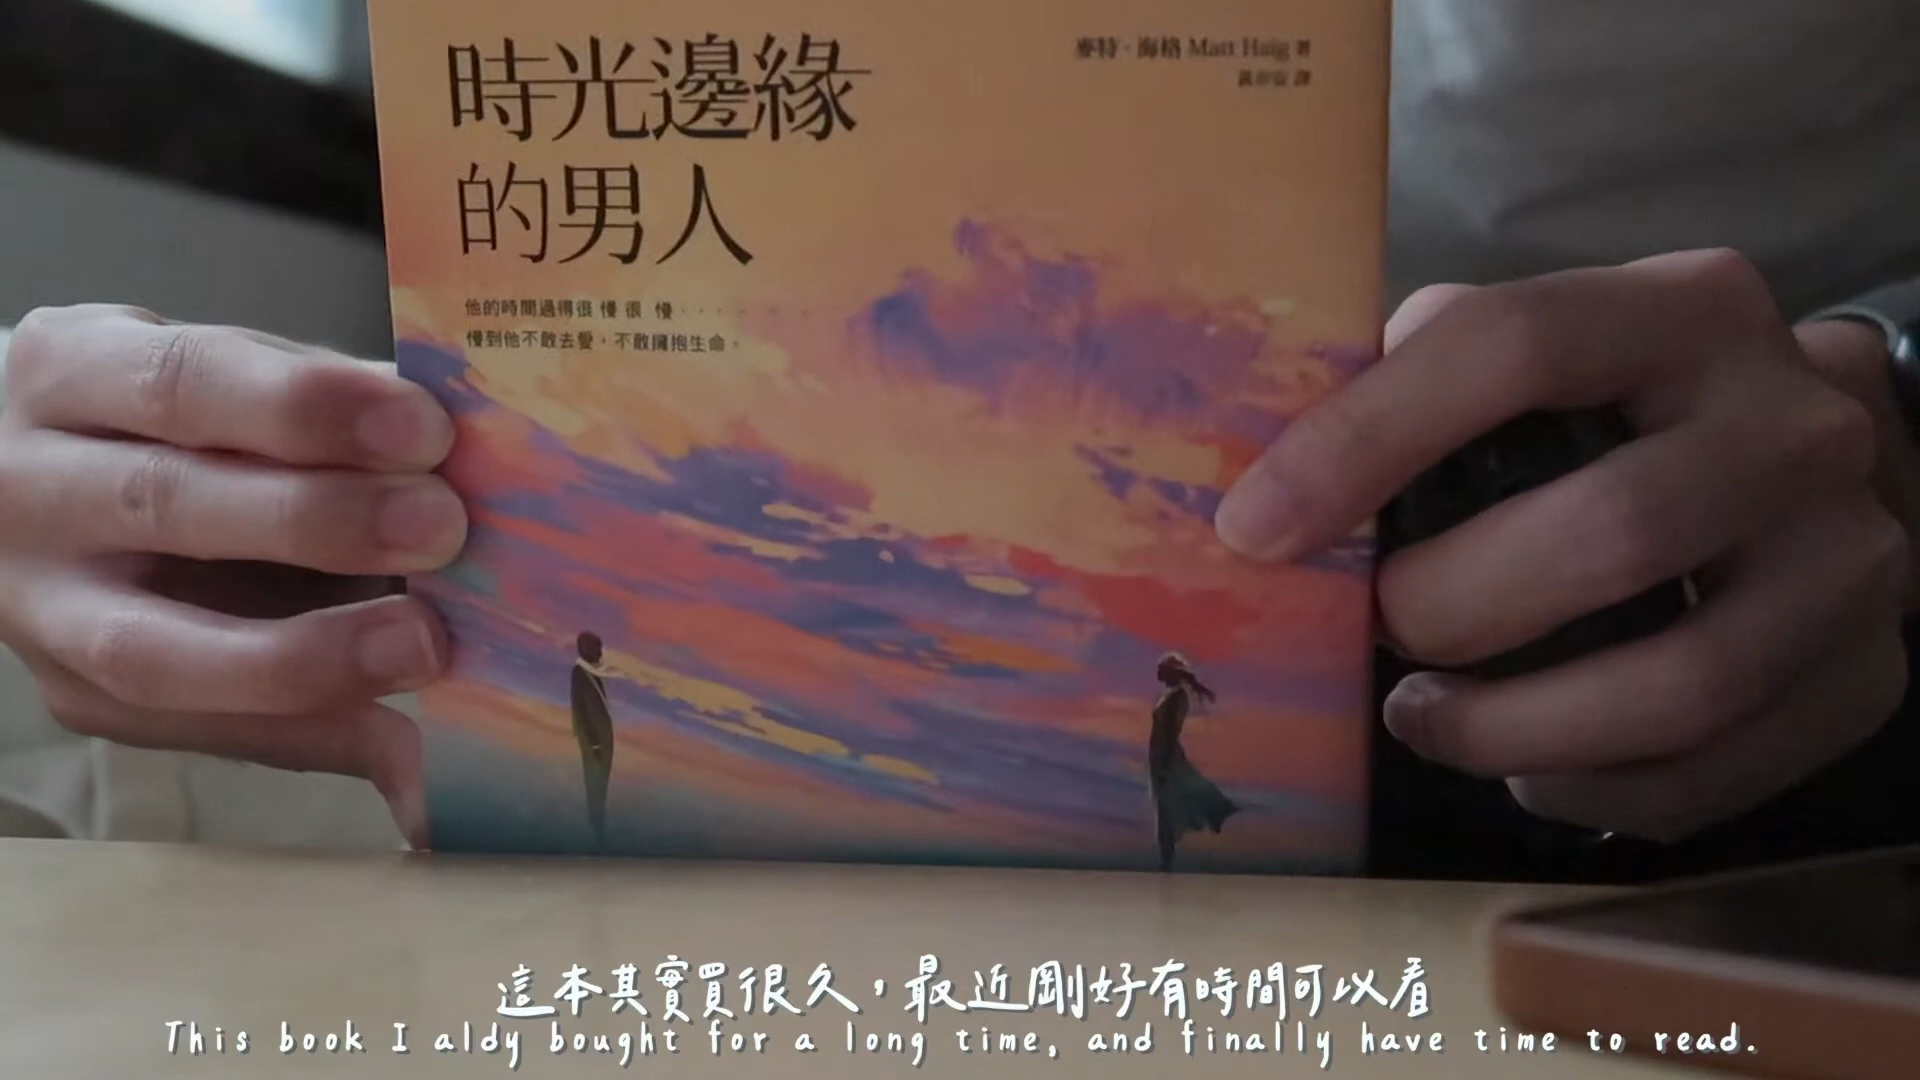 時光邊緣
的男人
麥特·海格 Matt Haig 著
譯
他的時間過得很 慢 很 慢·······
慢到他不敢去愛，不敢擁抱生命。
這本其實買很久，最近剛好有時間可以看
This book I aldy bought for a long time, and finally have time to read.